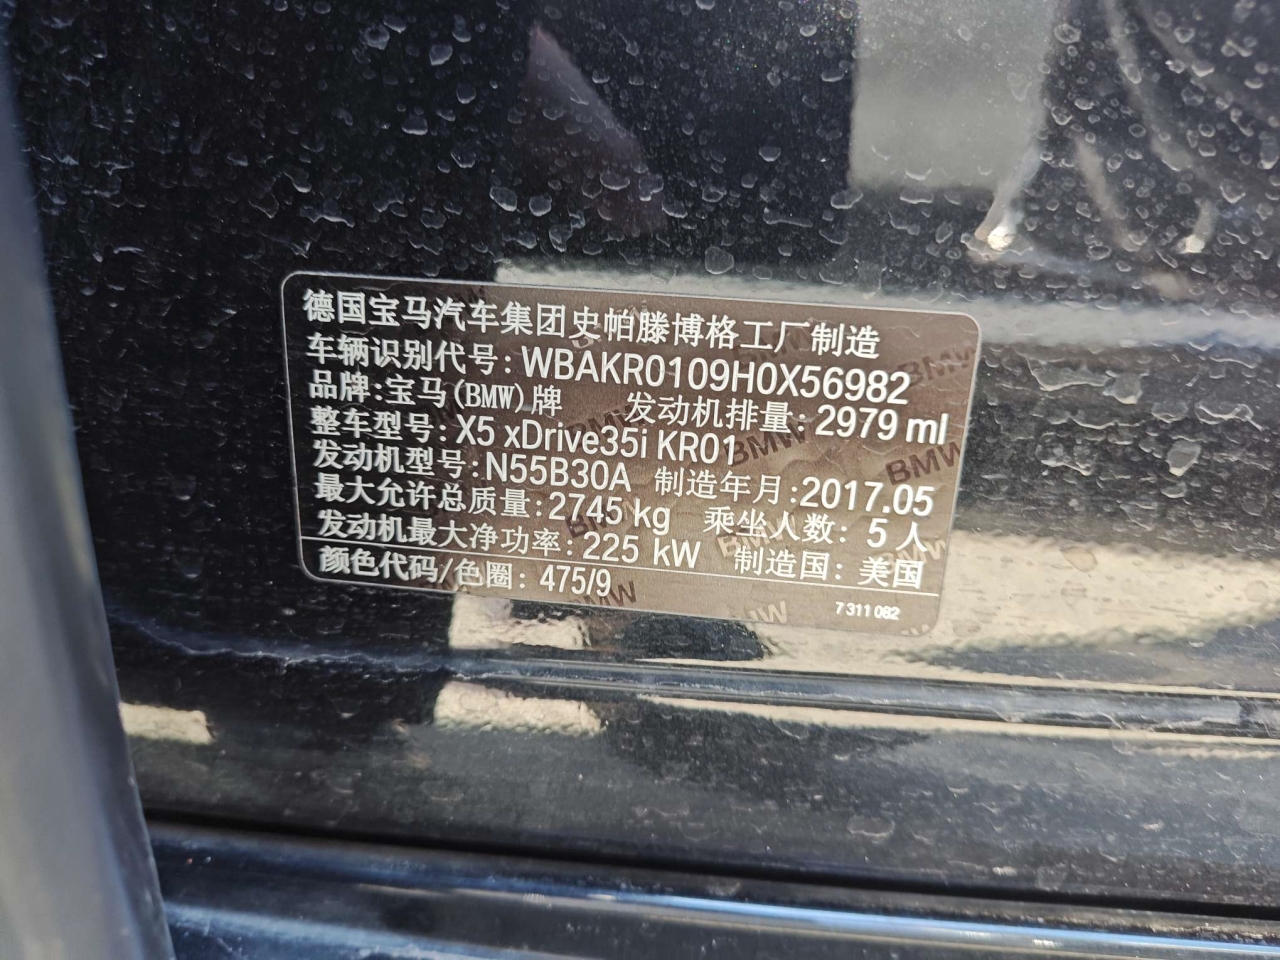 德国宝马汽车集团史帕滕博格工厂制造
车辆识别代号: WBAKR0109H0X56982
品牌:宝马(BMW)牌 发动机排量: 2979 ml
整车型号: X5 xDrive35i KR01
发动机型号:N55B30A 制造年月:2017.05
最大允许总质量:2745 kg 乘坐人数: 5 人
发动机最大净功率: 225 kW 制造国: 美国
颜色代码/色圈: 475/9
7 311 082